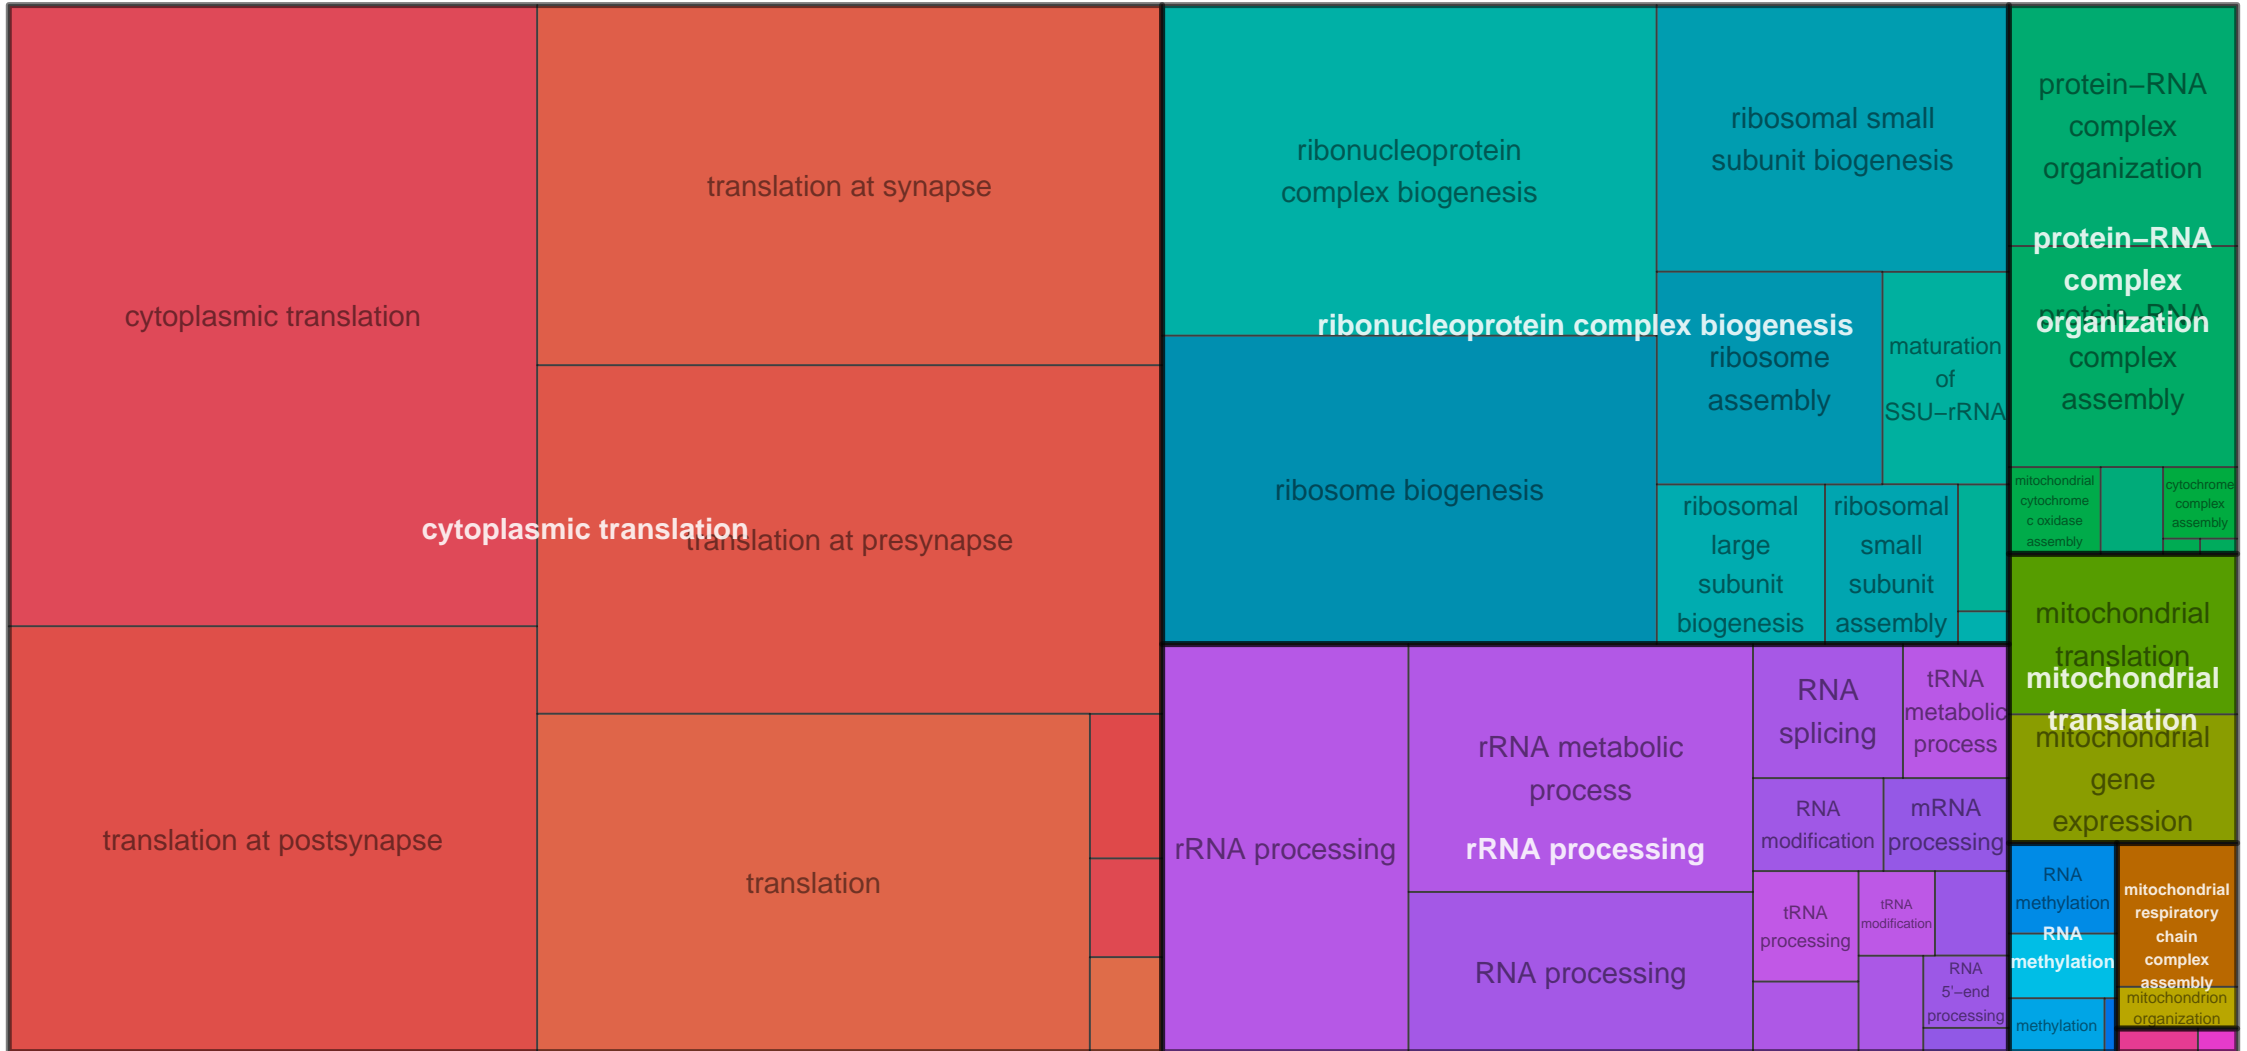 cytoplasmic translation
translation at postsynapse
translation at synapse
translation at presynapse
translation
cytoplasmic translation
ribonucleoprotein
complex biogenesis
ribosome biogenesis
ribosomal small
subunit biogenesis
ribosome
assembly
maturation
of
SSU−rRNA
ribosomal
large
subunit
biogenesis
ribosomal
small
subunit
assembly
ribonucleoprotein complex biogenesis
rRNA processing
rRNA metabolic
process
RNA processing
RNA
splicing
tRNA
metabolic
process
RNA
modification
mRNA
processing
tRNA
processing
tRNA
modification
RNA
5'−end
processing
rRNA processing
protein−RNA
complex
organization
protein−RNA
complex
assembly
protein−RNA
complex
organization
mitochondrial
cytochrome
c oxidase
assembly
cytochrome
complex
assembly
mitochondrial
translation
mitochondrial
gene
expression
mitochondrial
translation
RNA
methylation
RNA
methylation
methylation
mitochondrial
respiratory
chain
complex
assembly
mitochondrion
organization